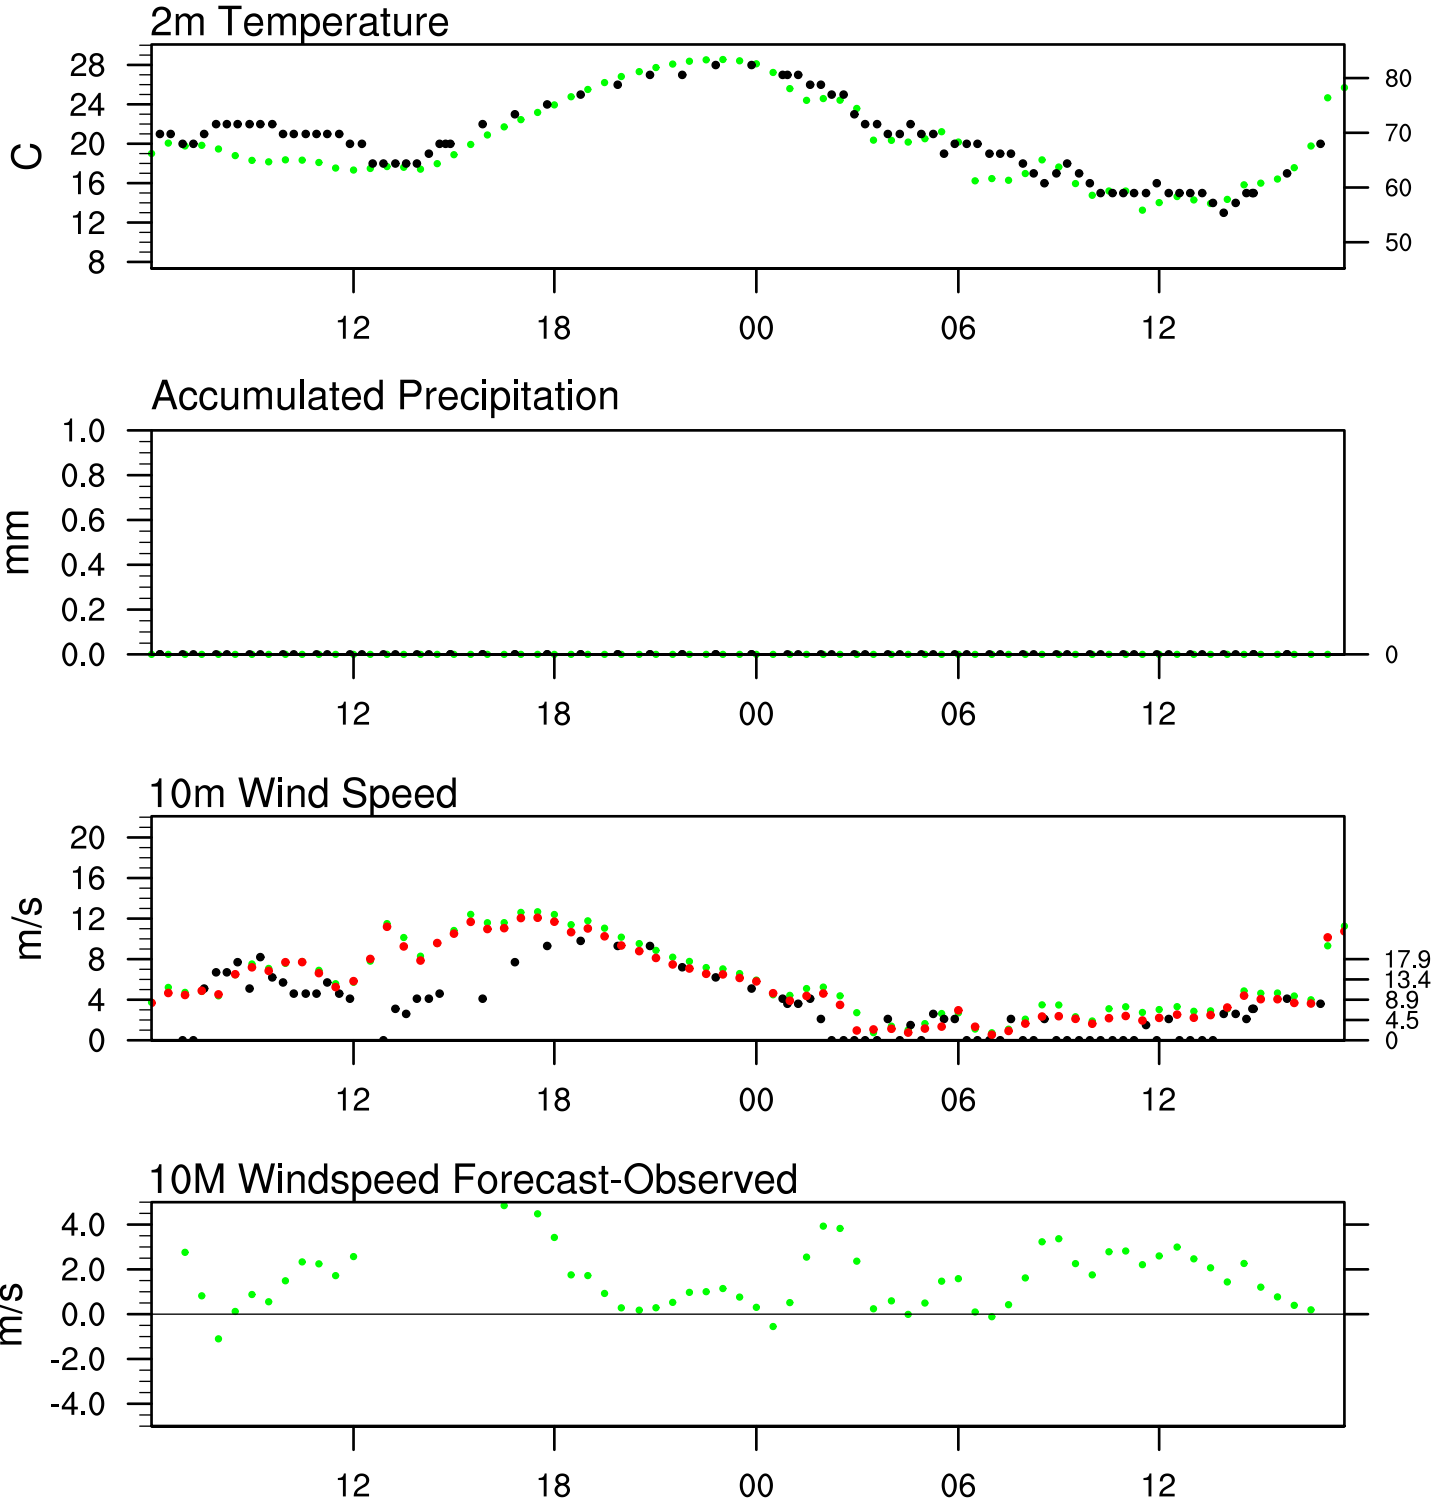 2m Temperature
28
24
20
16
12
8
C
80
70
60
50
12 18 00 06 12
Accumulated Precipitation
1.0
0.8
0.6
0.4
0.2
0.0
mm
0
12 18 00 06 12
10m Wind Speed
20
16
12
8
4
0
m/s
17.9
13.4
8.9
4.5
0
12 18 00 06 12
10M Windspeed Forecast-Observed
4.0
2.0
0.0
-2.0
-4.0
m/s
12 18 00 06 12